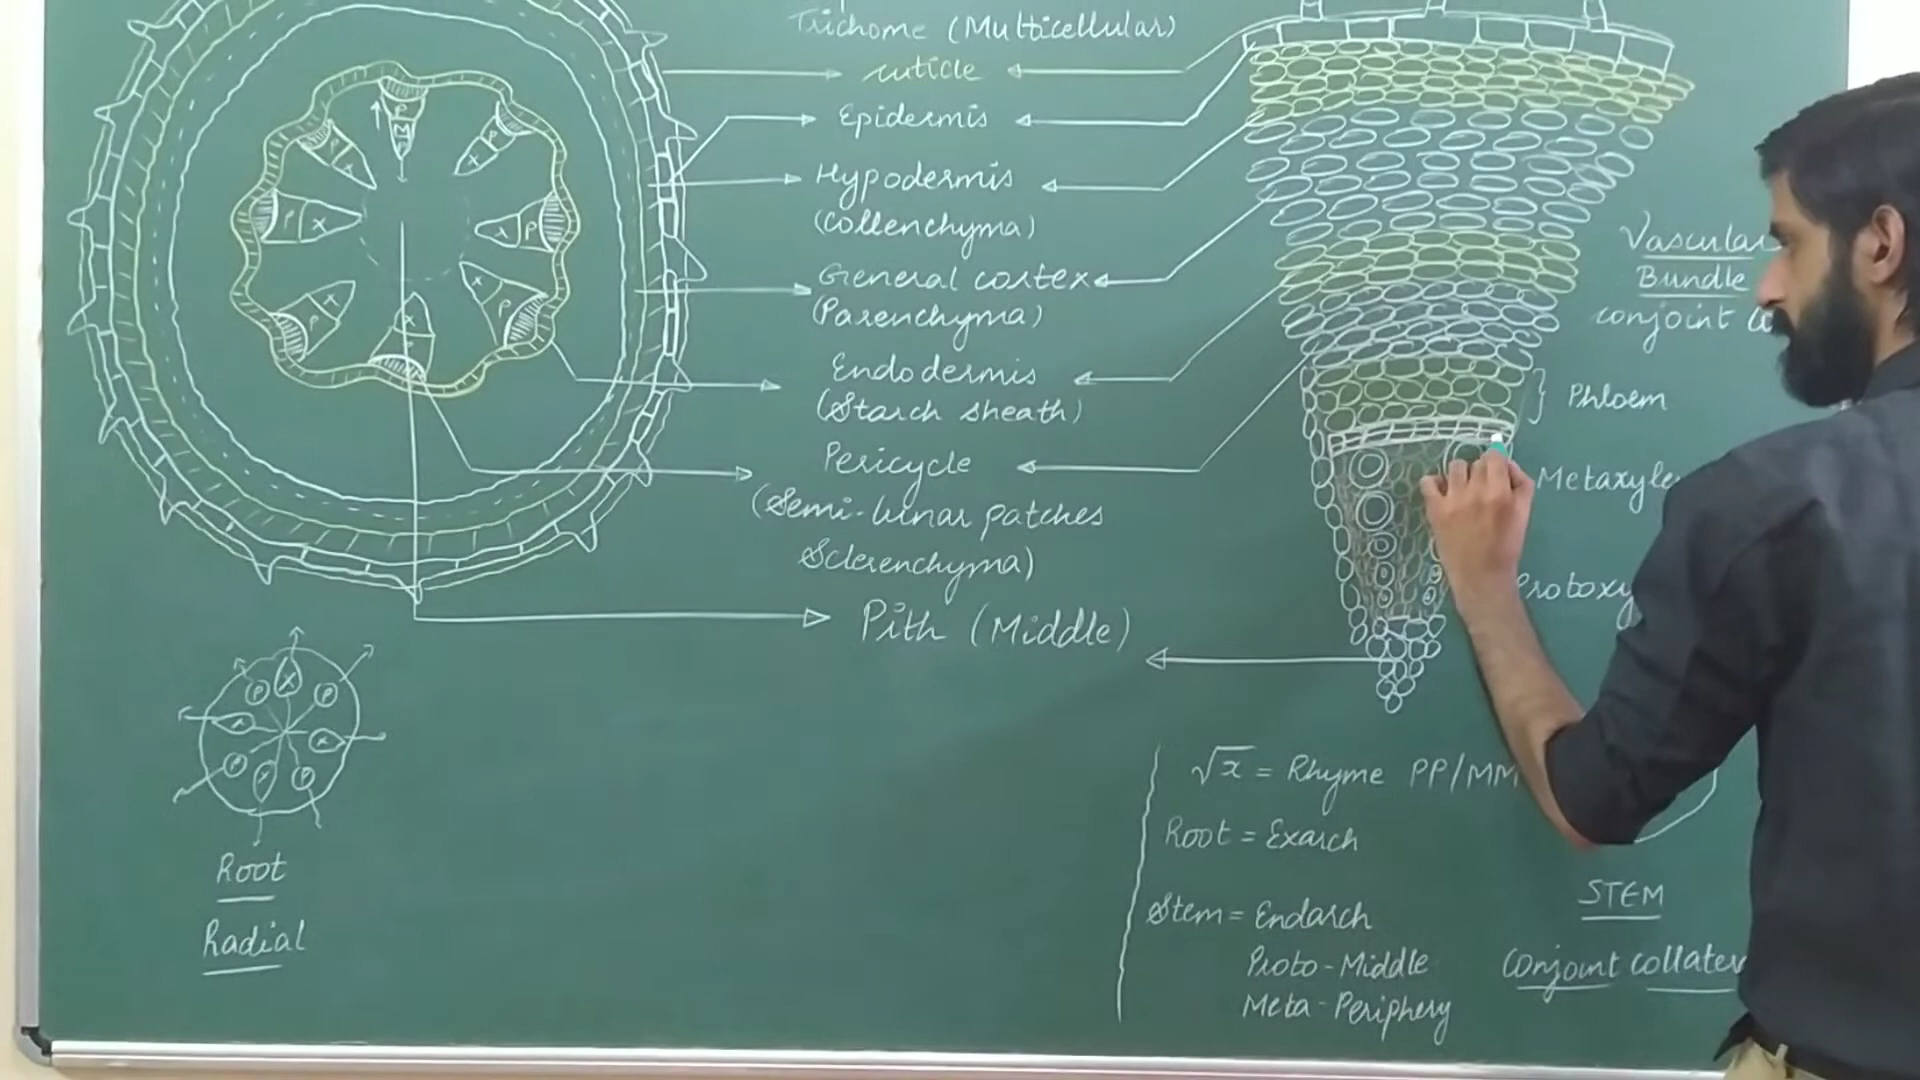 Trichome (Multicellular)
cuticle
Epidermis
Hypodermis
(Collenchyma)
General cortex
(Parenchyma)
Endodermis
(Starch sheath)
Pericycle
(Semi-lunar patches
Sclerenchyma)
Pith (Middle)
P
M
P
P
X
P
X
P X
X P
X
P
X
P
X
P
Vascular
Bundle
conjoint
Phloem
Metaxyle
Protoxy
P X P
X X
P X P
Root
Radial
√x = Rhyme PP/MM
Root = Exarch
Stem = Endarch
Proto - Middle
Meta - Periphery
STEM
Conjoint collater